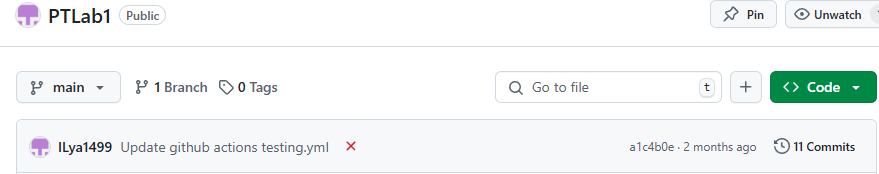 PTLab1 Public Pin Unwatch
main 1 Branch 0 Tags Go to file t Code
ILya1499 Update github actions testing.yml a1c4b0e · 2 months ago 11 Commits